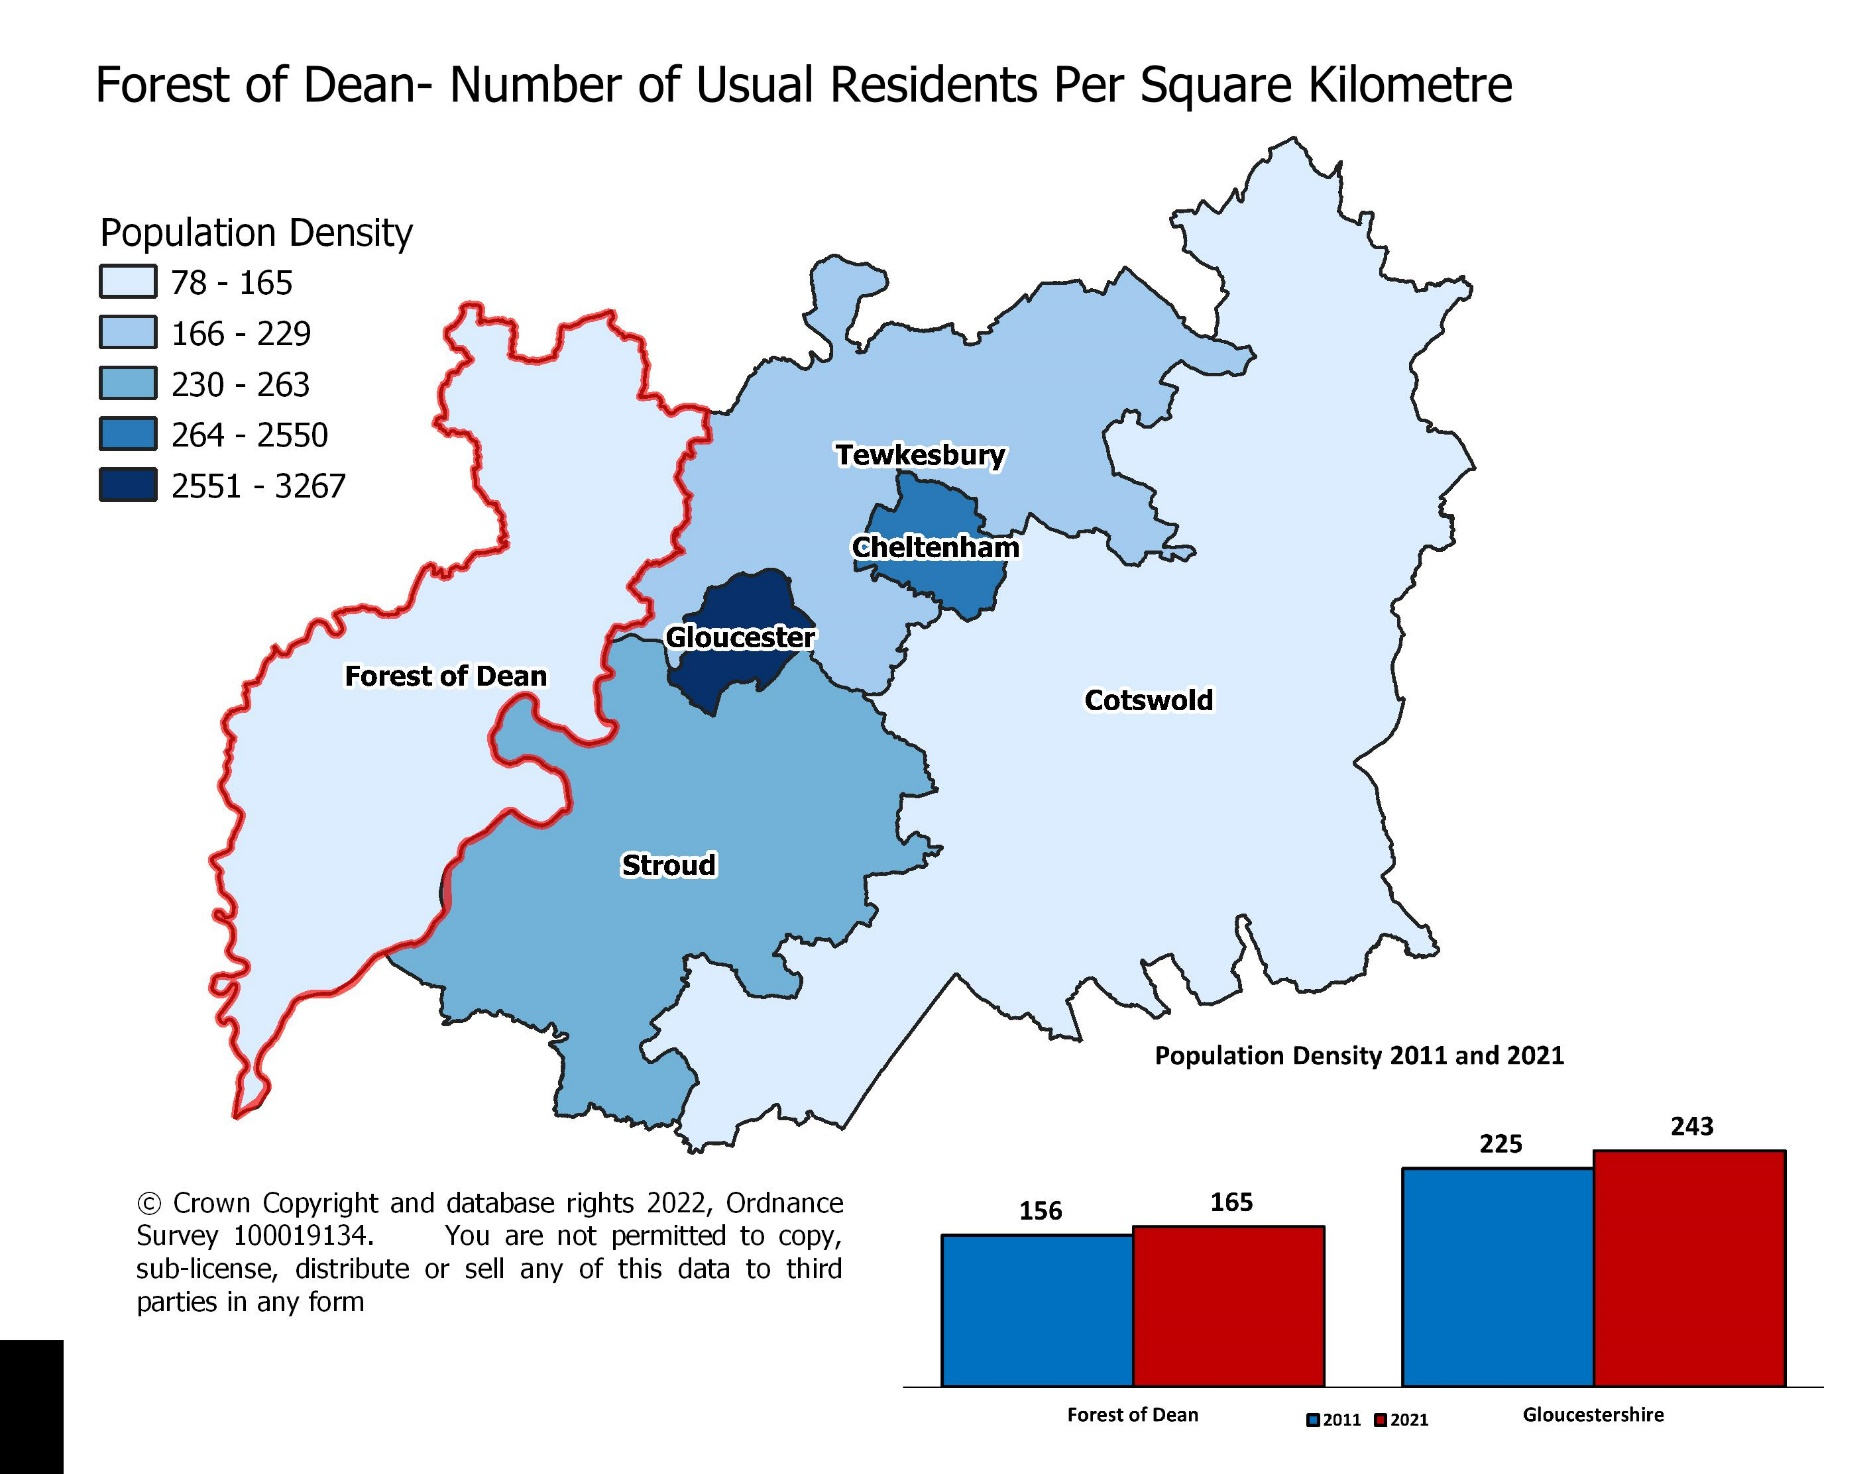 Forest of Dean- Number of Usual Residents Per Square Kilometre
Population Density
78 - 165
166 - 229
230 - 263
264 - 2550
2551 - 3267
Tewkesbury
Cheltenham
Gloucester
Forest of Dean
Cotswold
Stroud
Population Density 2011 and 2021
156
165
225
243
Forest of Dean
2011
2021
Gloucestershire
© Crown Copyright and database rights 2022, Ordnance
Survey 100019134. You are not permitted to copy,
sub-license, distribute or sell any of this data to third
parties in any form